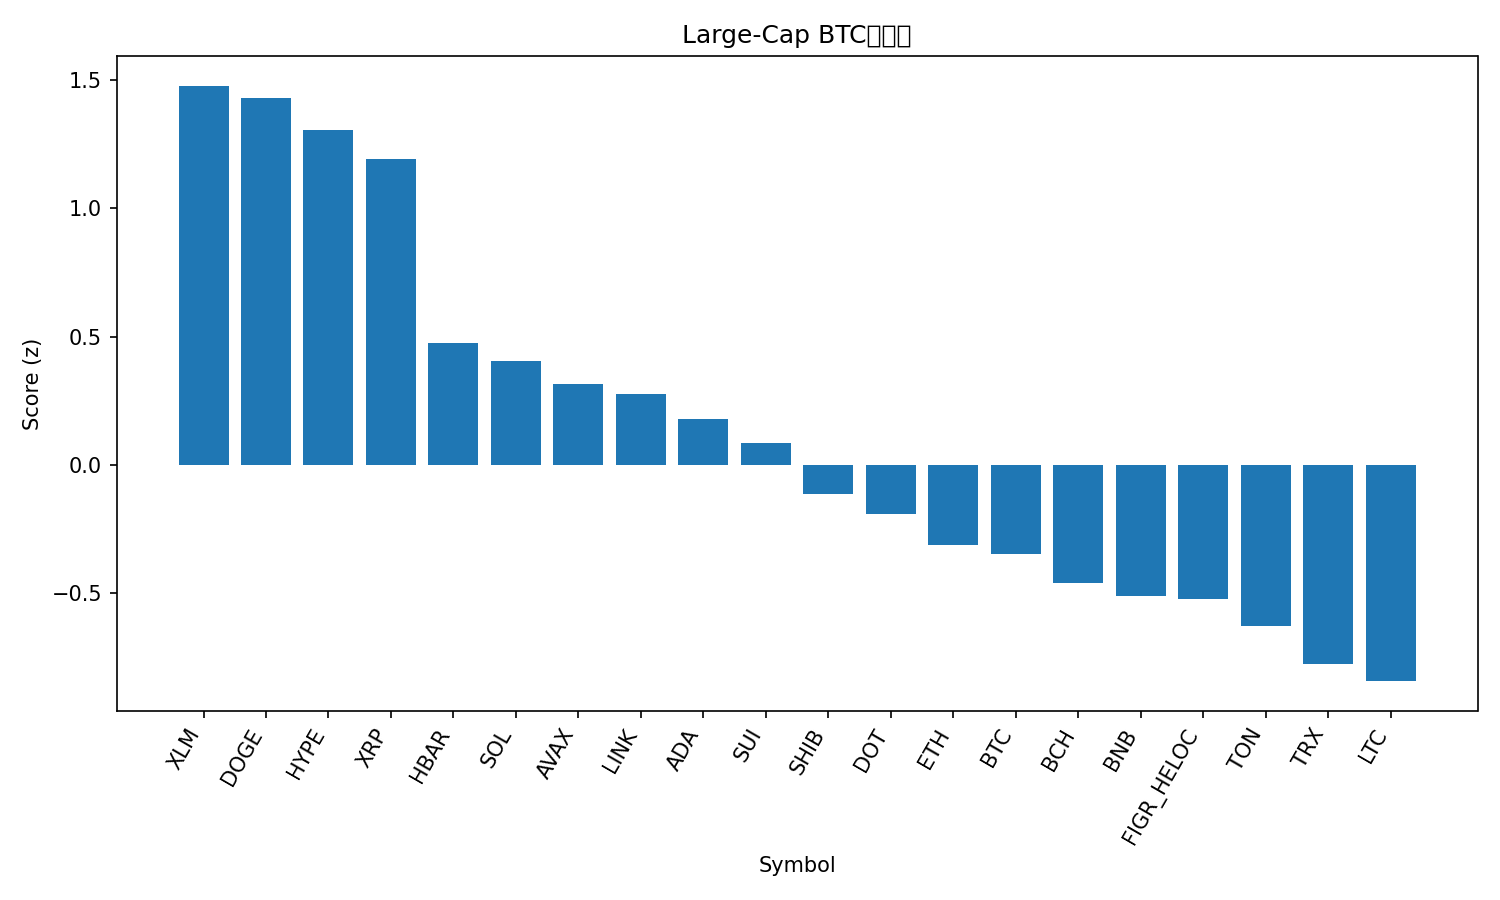 Large-Cap BTC
1.5
1.0
0.5
0.0
−0.5
Score (z)
XLM
DOGE
HYPE
XRP
HBAR
SOL
AVAX
LINK
ADA
SUI
SHIB
DOT
ETH
BTC
BCH
BNB
FIGR_HELOC
TON
TRX
LTC
Symbol